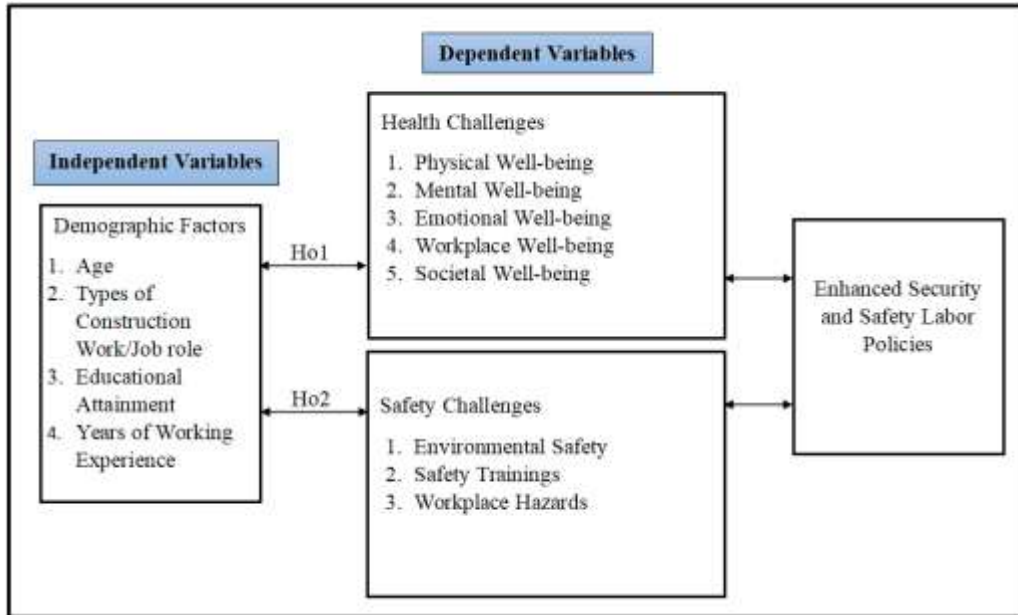 Dependent Variables
Independent Variables
Demographic Factors
1. Age
2. Types of
Construction
Work/Job role
3. Educational
Attainment
4. Years of Working
Experience
Ho1
Ho2
Health Challenges
1. Physical Well-being
2. Mental Well-being
3. Emotional Well-being
4. Workplace Well-being
5. Societal Well-being
Safety Challenges
1. Environmental Safety
2. Safety Trainings
3. Workplace Hazards
Enhanced Security
and Safety Labor
Policies